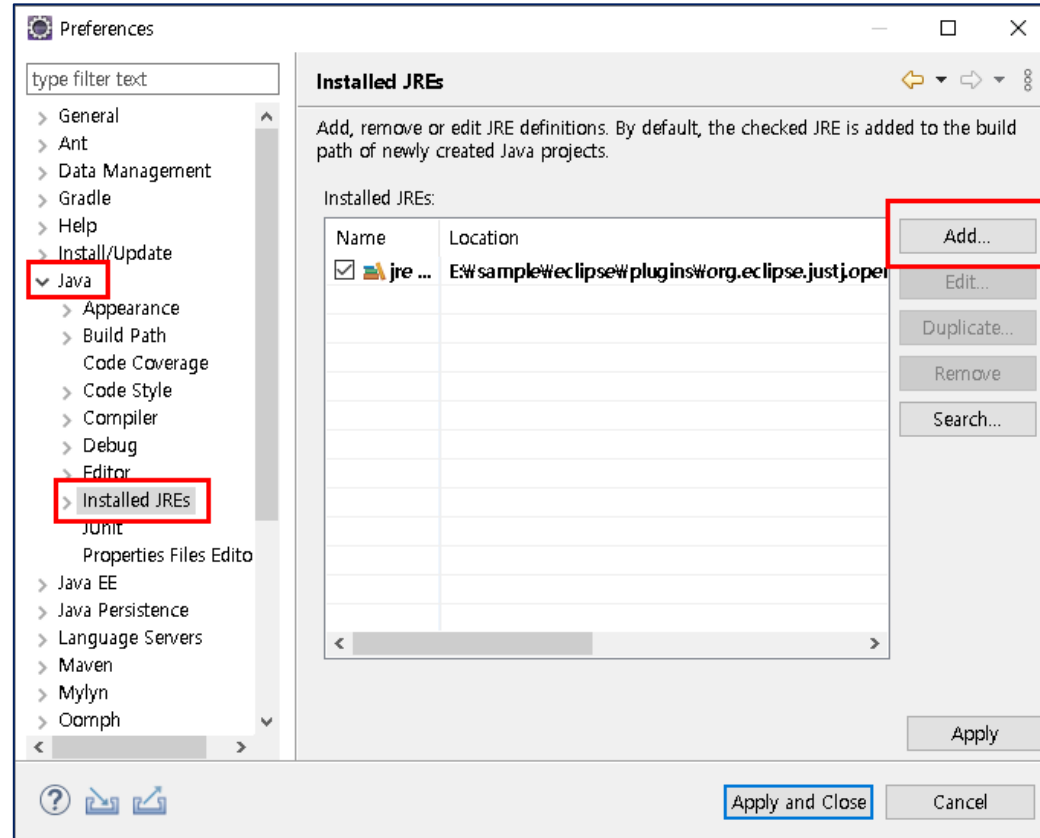 Preferences
type filter text
General
Ant
Data Management
Gradle
Help
Install/Update
Java
Appearance
Build Path
Code Coverage
Code Style
Compiler
Debug
Editor
Installed JREs
JUnit
Properties Files Edito
Java EE
Java Persistence
Language Servers
Maven
Mylyn
Oomph
Installed JREs
Add, remove or edit JRE definitions. By default, the checked JRE is added to the build
path of newly created Java projects.
Installed JREs:
Name Location
jre ... E:₩sample₩eclipse₩plugins₩org.eclipse.justj.oper
Add...
Edit...
Duplicate...
Remove
Search...
Apply
Apply and Close
Cancel